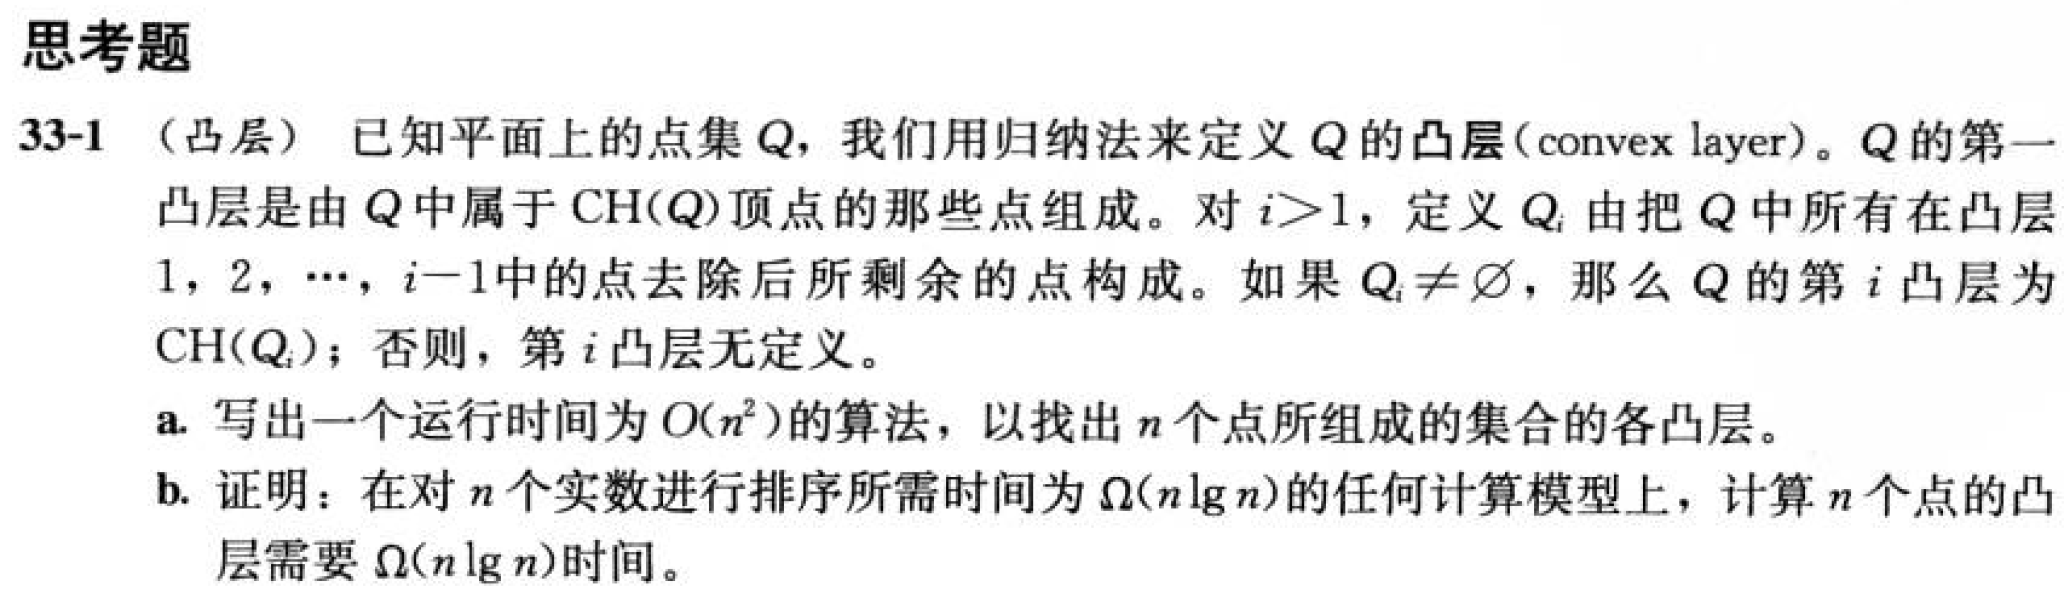 思考题
33-1 （凸层） 已知平面上的点集 Q，我们用归纳法来定义 Q 的凸层(convex layer)。Q 的第一
凸层是由 Q 中属于 CH(Q)顶点的那些点组成。对 i>1，定义 Qᵢ 由把 Q 中所有在凸层
1，2，…，i－1中的点去除后所剩余的点构成。如果 Qᵢ≠∅，那么 Q 的第 i 凸层为
CH(Qᵢ)；否则，第 i 凸层无定义。
a. 写出一个运行时间为 O(n²)的算法，以找出 n 个点所组成的集合的各凸层。
b. 证明：在对 n 个实数进行排序所需时间为 Ω(n lg n)的任何计算模型上，计算 n 个点的凸
层需要 Ω(n lg n)时间。